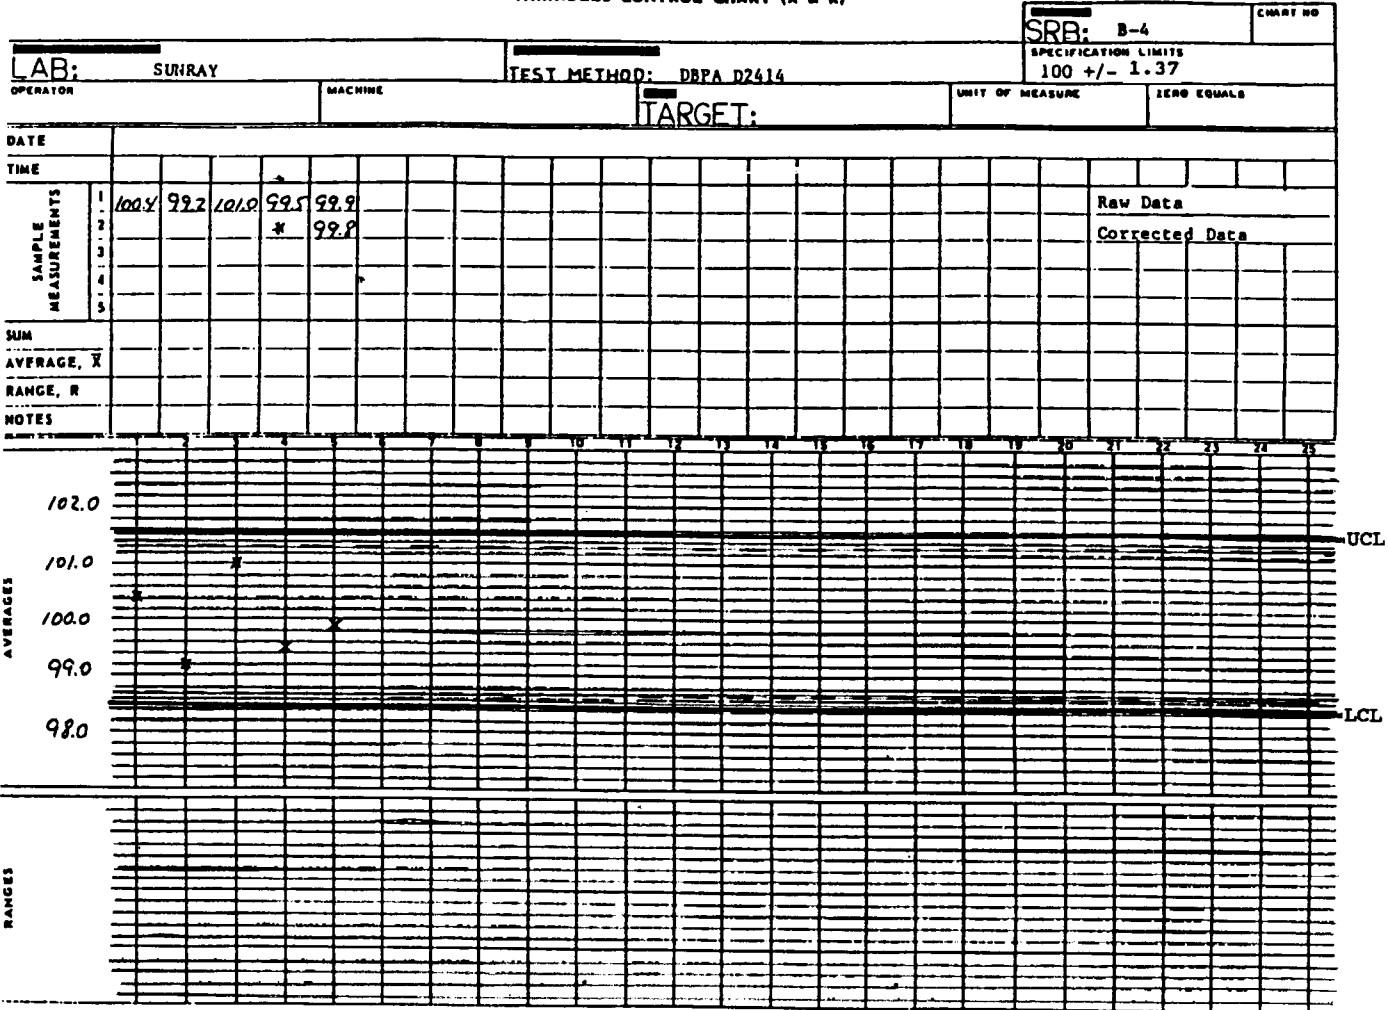 VARIABLES CONTROL CHART (X & R)
SRB: B-4
CHART NO
LAB: SUNRAY
TEST METHOD: DBPA D2414
SPECIFICATION LIMITS
100 +/- 1.37
OPERATOR
MACHINE
TARGET:
UNIT OF MEASURE
ZERO EQUALS
DATE
TIME
SAMPLE MEASUREMENTS
1 100.4 99.2 101.0 99.5 99.9 Raw Data
2 * 99.8 Corrected Data
3
4
5
SUM
AVERAGE, X̄
RANGE, R
NOTES
1 2 3 4 5 6 7 8 9 10 11 12 13 14 15 16 17 18 19 20 21 22 23 24 25
AVERAGES
102.0
UCL
101.0
100.0
99.0
LCL
98.0
RANGES